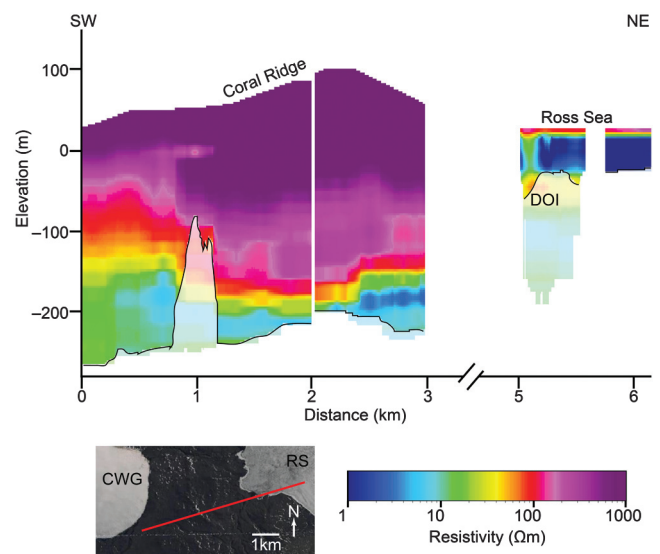 SW
NE
Coral Ridge
Ross Sea
DOI
Elevation (m)
100
0
–100
–200
0
1
2
3
5
6
Distance (km)
CWG
RS
N
1km
1
10
100
1000
Resistivity (Ωm)